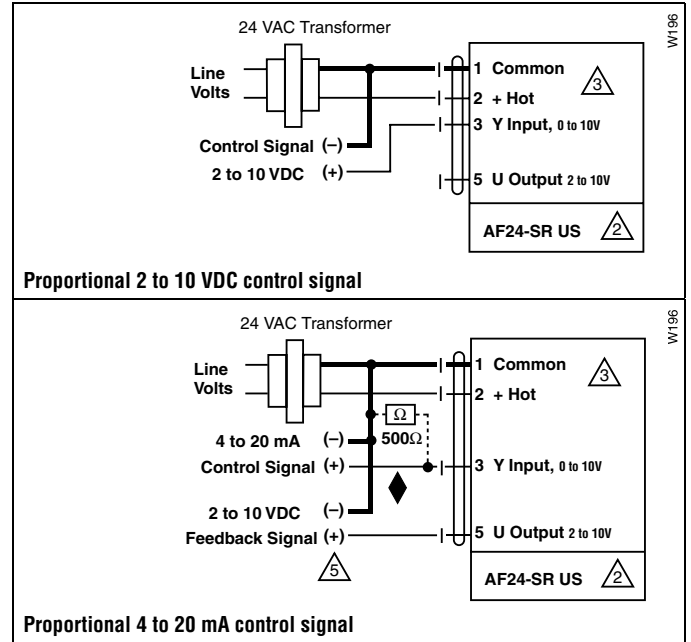 24 VAC Transformer
W196
Line
Volts
1 Common
3
2 + Hot
3 Y Input, 0 to 10V
Control Signal (–)
2 to 10 VDC (+)
5 U Output 2 to 10V
AF24-SR US 2
Proportional 2 to 10 VDC control signal
24 VAC Transformer
W196
Line
Volts
1 Common
3
2 + Hot
Ω
500Ω
4 to 20 mA (–)
Control Signal (+)
3 Y Input, 0 to 10V
2 to 10 VDC (–)
Feedback Signal (+)
5 U Output 2 to 10V
5
AF24-SR US 2
Proportional 4 to 20 mA control signal